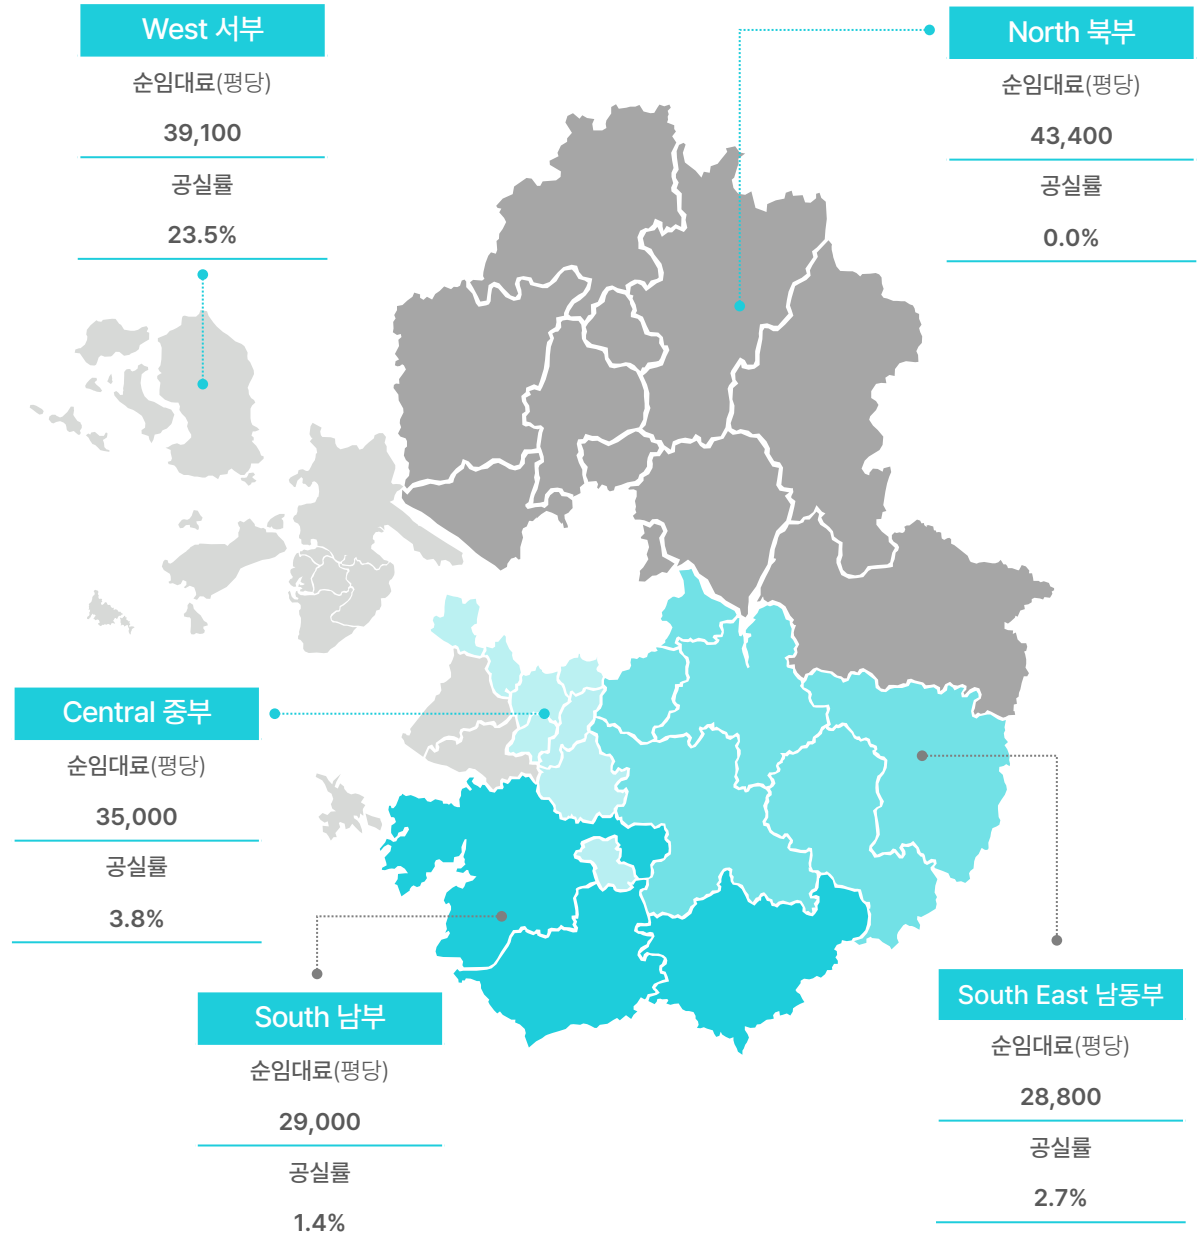 West 서부
순임대료(평당)
39,100
공실률
23.5%
North 북부
순임대료(평당)
43,400
공실률
0.0%
Central 중부
순임대료(평당)
35,000
공실률
3.8%
South 남부
순임대료(평당)
29,000
공실률
1.4%
South East 남동부
순임대료(평당)
28,800
공실률
2.7%